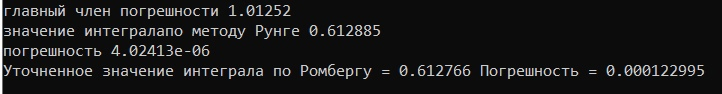 главный член погрешности 1.01252
значение интегралапо методу Рунге 0.612885
погрешность 4.02413e-06
Уточненное значение интеграла по Ромбергу = 0.612766 Погрешность = 0.000122995